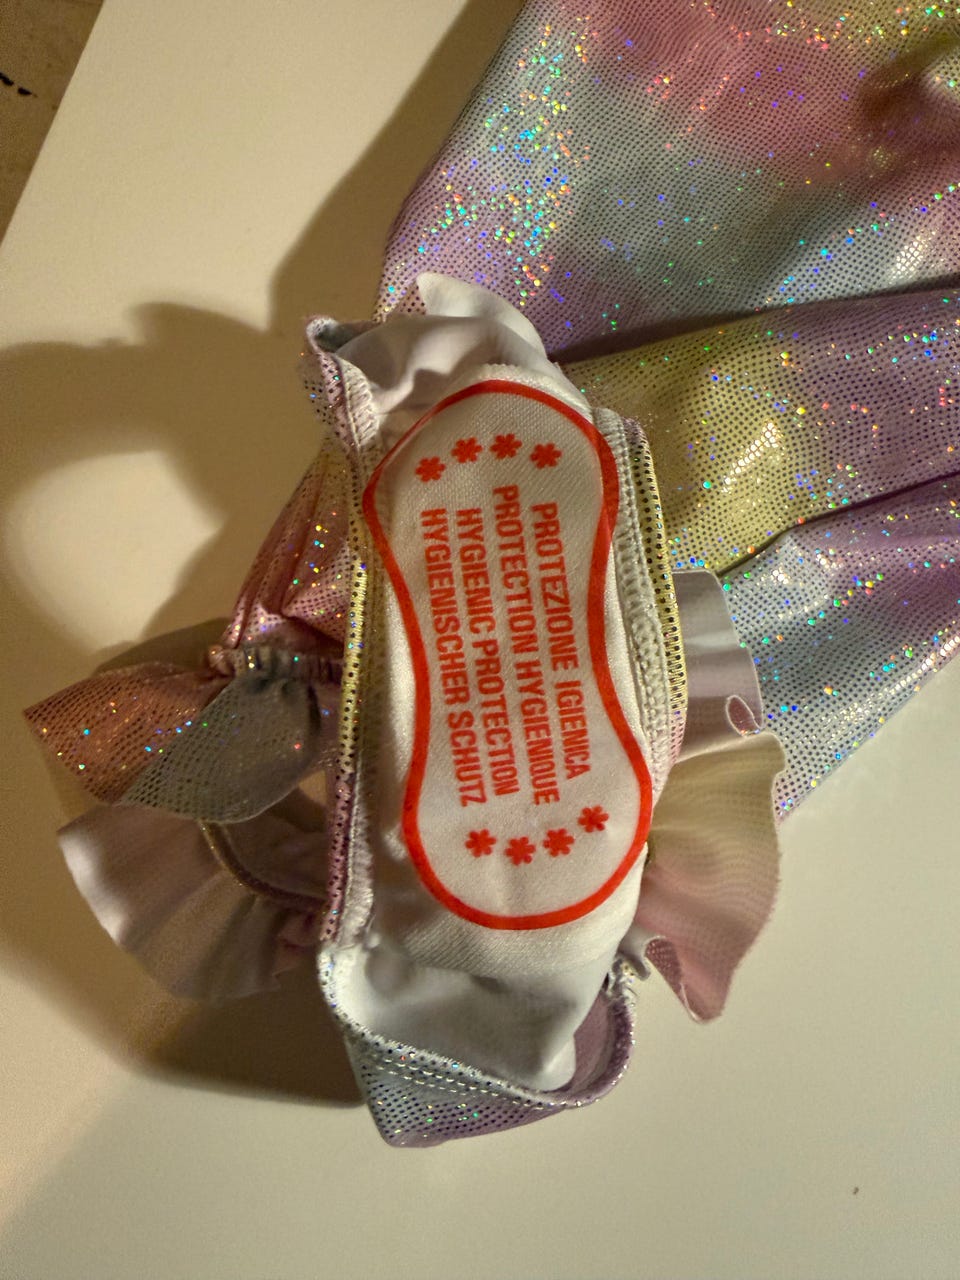 PROTEZIONE IGIENICA
PROTECTION HYGIENIQUE
HYGIENIC PROTECTION
HYGIENISCHER SCHUTZ